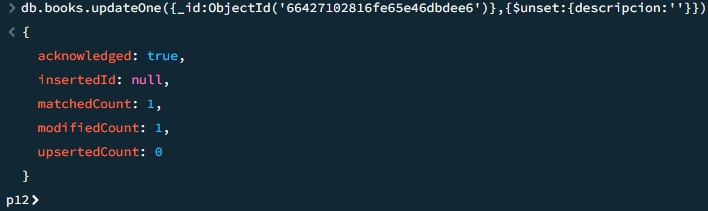 > db.books.updateOne({_id:ObjectId('66427102816fe65e46dbdee6')},{$unset:{descripcion:''}})
< {
acknowledged: true,
insertedId: null,
matchedCount: 1,
modifiedCount: 1,
upsertedCount: 0
}
p12>